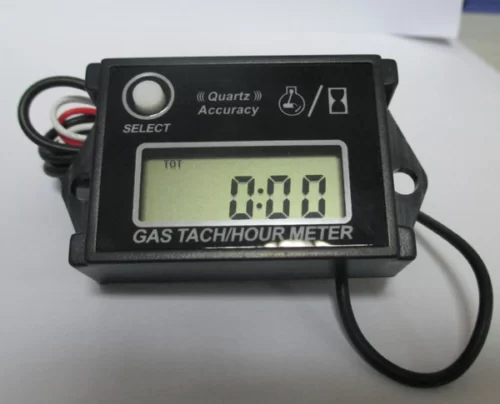 ((( Quartz )))
Accuracy
SELECT
TOT
0:00
GAS TACH/HOUR METER